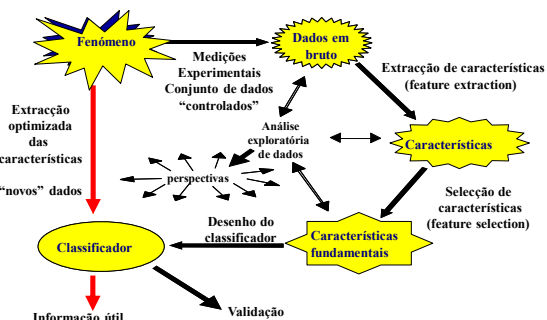 Fenómeno
Dados em
bruto
Medições
Experimentais
Conjunto de dados
“controlados”
Extracção de características
(feature extraction)
Extracção
optimizada
das
características
“novos” dados
Análise
exploratória
de dados
Características
perspectivas
Selecção de
características
(feature selection)
Desenho do
classificador
Características
fundamentais
Classificador
Validação
Informação útil